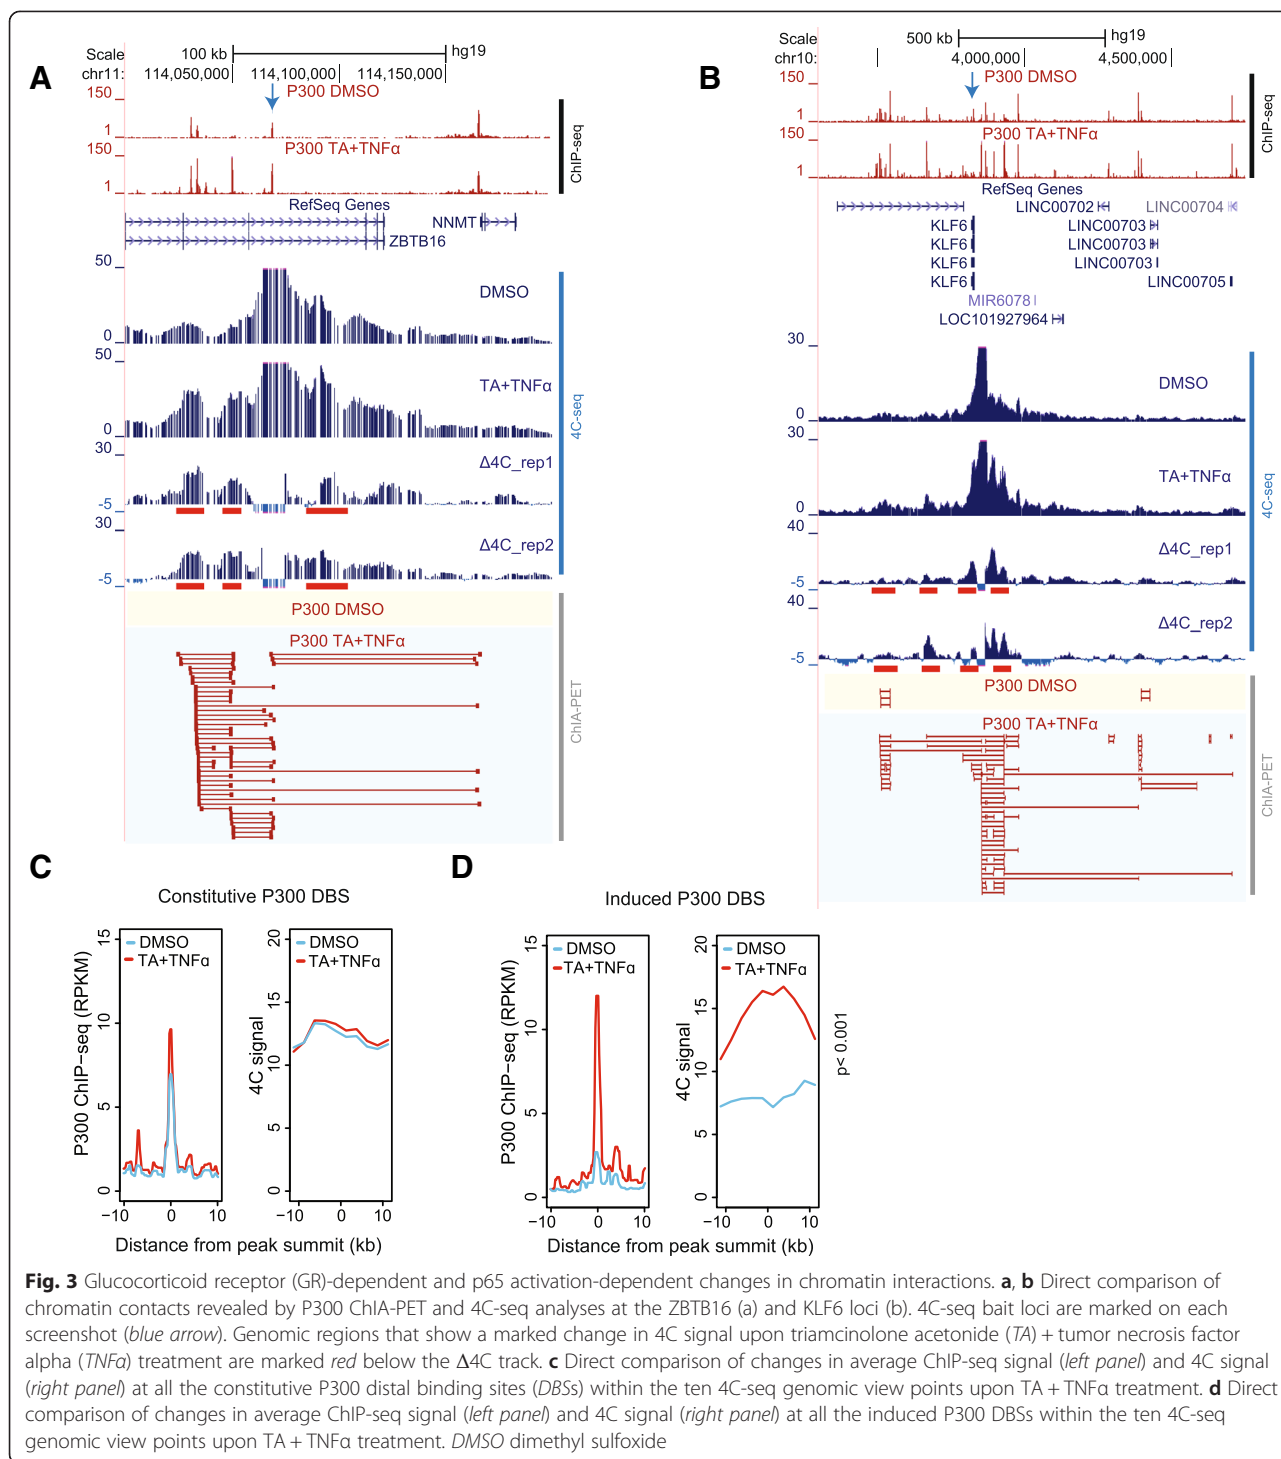 A
Scale
100 kb
hg19
chr11:
114,050,000
114,100,000
114,150,000
P300 DMSO
150
1
P300 TA+TNFα
150
1
ChIP-seq
RefSeq Genes
NNMT
ZBTB16
50
DMSO
0
50
TA+TNFα
0
30
Δ4C_rep1
-5
30
Δ4C_rep2
-5
4C-seq
P300 DMSO
P300 TA+TNFα
ChIA-PET
B
Scale
500 kb
hg19
chr10:
4,000,000
4,500,000
P300 DMSO
150
1
P300 TA+TNFα
150
1
ChIP-seq
RefSeq Genes
LINC00702
LINC00704
KLF6
LINC00703
KLF6
LINC00703
KLF6
LINC00703
KLF6
LINC00705
MIR6078
LOC101927964
30
DMSO
0
30
TA+TNFα
0
40
Δ4C_rep1
-5
40
Δ4C_rep2
-5
4C-seq
P300 DMSO
P300 TA+TNFα
ChIA-PET
C
Constitutive P300 DBS
P300 ChIP−seq (RPKM)
15
10
5
0
DMSO
TA+TNFα
−10 0 10
4C signal
20
15
10
5
0
DMSO
TA+TNFα
−10 0 10
Distance from peak summit (kb)
D
Induced P300 DBS
P300 ChIP−seq (RPKM)
15
10
5
0
DMSO
TA+TNFα
−10 0 10
4C signal
20
15
10
5
0
DMSO
TA+TNFα
−10 0 10
p< 0.001
Distance from peak summit (kb)
Fig. 3 Glucocorticoid receptor (GR)-dependent and p65 activation-dependent changes in chromatin interactions. a, b Direct comparison of
chromatin contacts revealed by P300 ChIA-PET and 4C-seq analyses at the ZBTB16 (a) and KLF6 loci (b). 4C-seq bait loci are marked on each
screenshot (blue arrow). Genomic regions that show a marked change in 4C signal upon triamcinolone acetonide (TA) + tumor necrosis factor
alpha (TNFα) treatment are marked red below the Δ4C track. c Direct comparison of changes in average ChIP-seq signal (left panel) and 4C signal
(right panel) at all the constitutive P300 distal binding sites (DBSs) within the ten 4C-seq genomic view points upon TA + TNFα treatment. d Direct
comparison of changes in average ChIP-seq signal (left panel) and 4C signal (right panel) at all the induced P300 DBSs within the ten 4C-seq
genomic view points upon TA + TNFα treatment. DMSO dimethyl sulfoxide